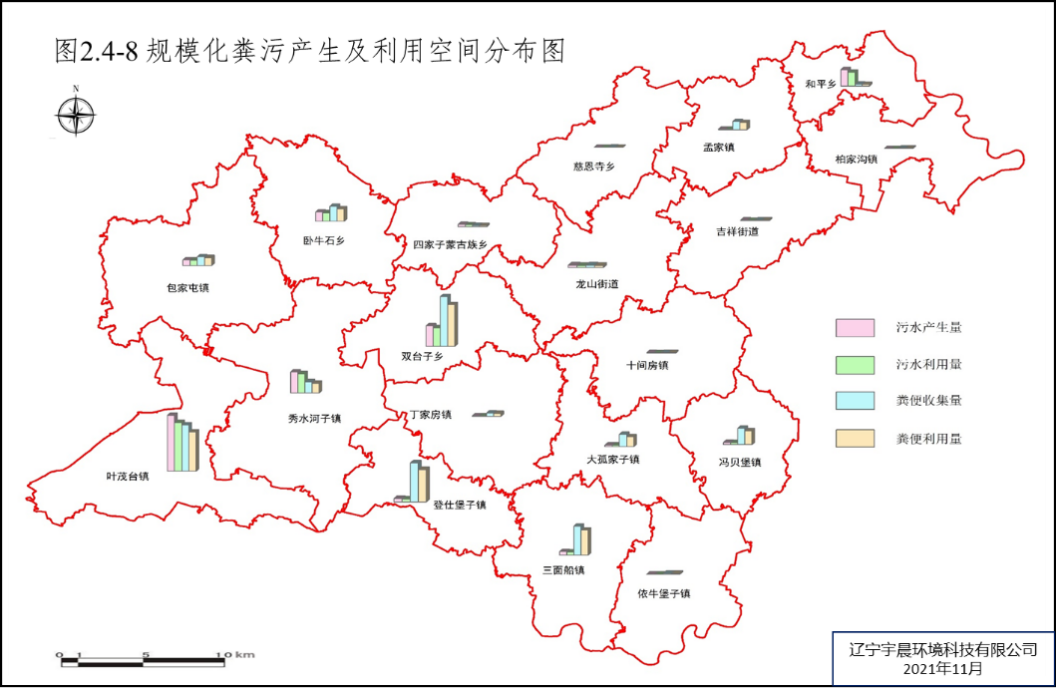 图2.4-8 规模化粪污产生及利用空间分布图
N
和平乡
孟家镇
慈恩寺乡
柏家沟镇
吉祥街道
卧牛石乡
四家子蒙古族乡
包家屯镇
龙山街道
双台子乡
十间房镇
秀水河子镇
丁家房镇
大孤家子镇
冯贝堡镇
叶茂台镇
登仕堡子镇
三面船镇
依牛堡子镇
污水产生量
污水利用量
粪便收集量
粪便利用量
0 1 5 10 km
辽宁宇晨环境科技有限公司
2021年11月